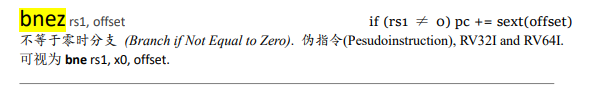 bnez rs1, offset if (rs1 ≠ 0) pc += sext(offset)
不等于零时分支 (Branch if Not Equal to Zero). 伪指令(Pesudoinstruction), RV32I and RV64I.
可视为 bne rs1, x0, offset.